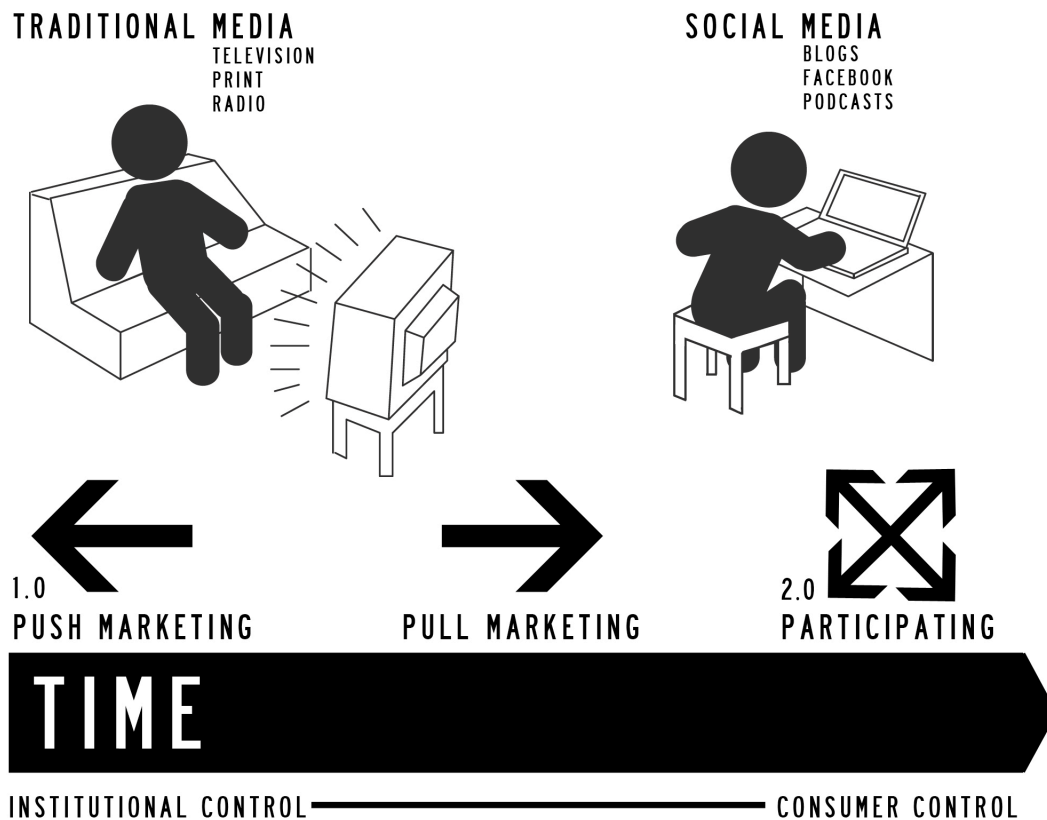 TRADITIONAL MEDIA
TELEVISION
PRINT
RADIO
SOCIAL MEDIA
BLOGS
FACEBOOK
PODCASTS
1.0
PUSH MARKETING
PULL MARKETING
2.0
PARTICIPATING
TIME
INSTITUTIONAL CONTROL
CONSUMER CONTROL